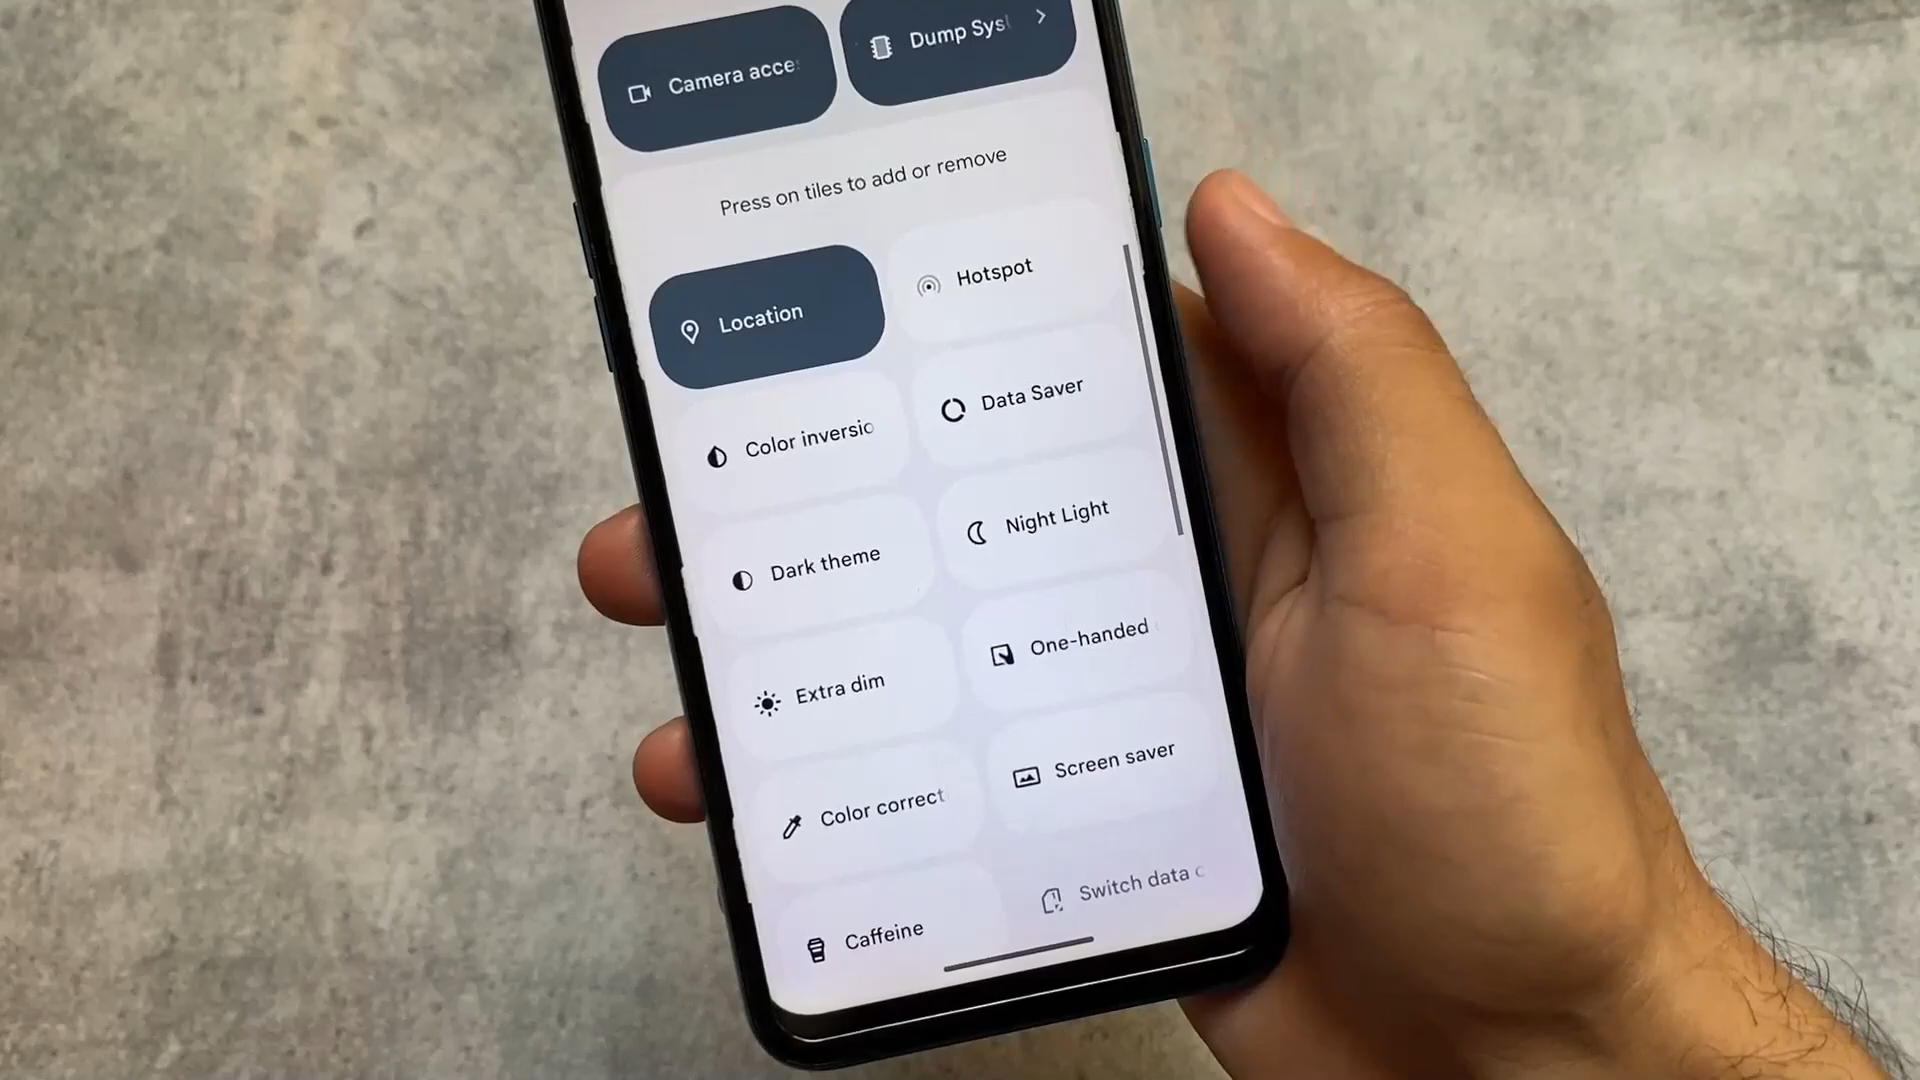 Camera acce
Dump Sys
Press on tiles to add or remove
Location
Hotspot
Color inversio
Data Saver
Dark theme
Night Light
Extra dim
One-handed
Color correct
Screen saver
Caffeine
Switch data c